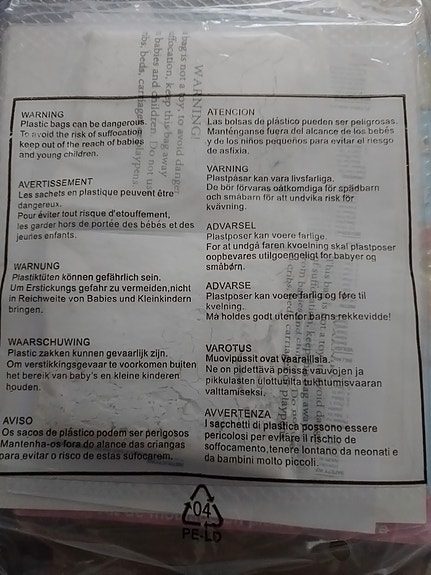 WARNING
Plastic bags can be dangerous.
To avoid the risk of suffocation
keep out of the reach of babies
and young children.
AVERTISSEMENT
Les sachets en plastique peuvent être
dangereux.
Pour éviter tout risque d'etouffement,
les garder hors de portée des bébés et des
jeunes enfants.
WARNUNG
Plastiktüten können gefährlich sein.
Um Erstickungs gefahr zu vermeiden,nicht
in Reichweite von Babies und Kleinkindern
bringen.
WAARSCHUWING
Plastic zakken kunnen gevaarlijk zijn.
Om verstikkingsgevaar te voorkomen buiten
het bereik van baby's en kleine kinderen
houden.
AVISO
Os sacos de plástico podem ser perigosos
Mantenha-os fora do alance das criangas
para evitar o risco de estas sufocarem.
ATENCION
Las bolsas de plástico pueden ser peligrosas.
Manténganse fuera del alcance de los bebés
y de los niños pequeños para evitar el riesgo
de asfixia.
VARNING
Plastpåsar kan vara livsfarliga.
De bör förvaras oåtkomdiga för spädbarn
och småbarn för att undvika risk för
kvävning.
ADVARSEL
Plastposer kan voere farlige.
For at undgå faren kvoelning skal plastposer
oopbevares utilgoengeligt for babyer og
småbørn.
ADVARSE
Plastposer kan voere farlig og føre til
kvelning.
Må holdes godt utenfor barns rekkevidde!
VAROTUS
Muovipussit ovat vaarallisia.
Ne on pidettävä poissa vauvojen ja
pikkulasten ulottuvilta tukhtumisvaaran
valttamiseksi.
AVVERTENZA
I sacchetti di plastica possono essere
pericolosi per evitare il rischio de
soffocamento,tenere lontano da neonati e
da bambini molto piccoli.
04
PE-LD
WARNING!